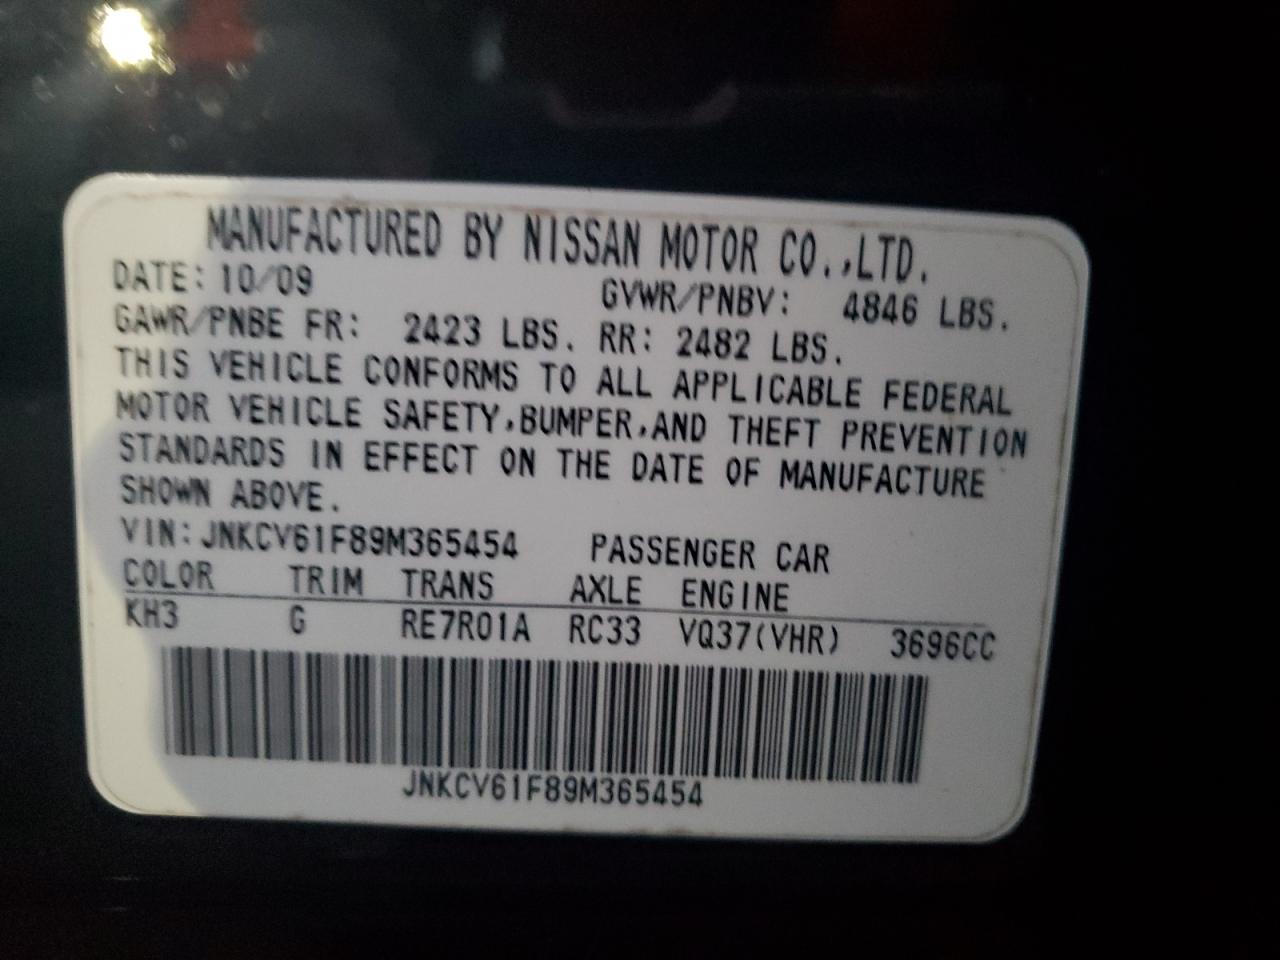 MANUFACTURED BY NISSAN MOTOR CO.,LTD.
DATE: 10/09 GVWR/PNBV: 4846 LBS.
GAWR/PNBE FR: 2423 LBS. RR: 2482 LBS.
THIS VEHICLE CONFORMS TO ALL APPLICABLE FEDERAL
MOTOR VEHICLE SAFETY,BUMPER,AND THEFT PREVENTION
STANDARDS IN EFFECT ON THE DATE OF MANUFACTURE
SHOWN ABOVE.
VIN: JNKCV61F89M365454 PASSENGER CAR
COLOR TRIM TRANS AXLE ENGINE
KH3 G RE7R01A RC33 VQ37(VHR) 3696CC
JNKCV61F89M365454